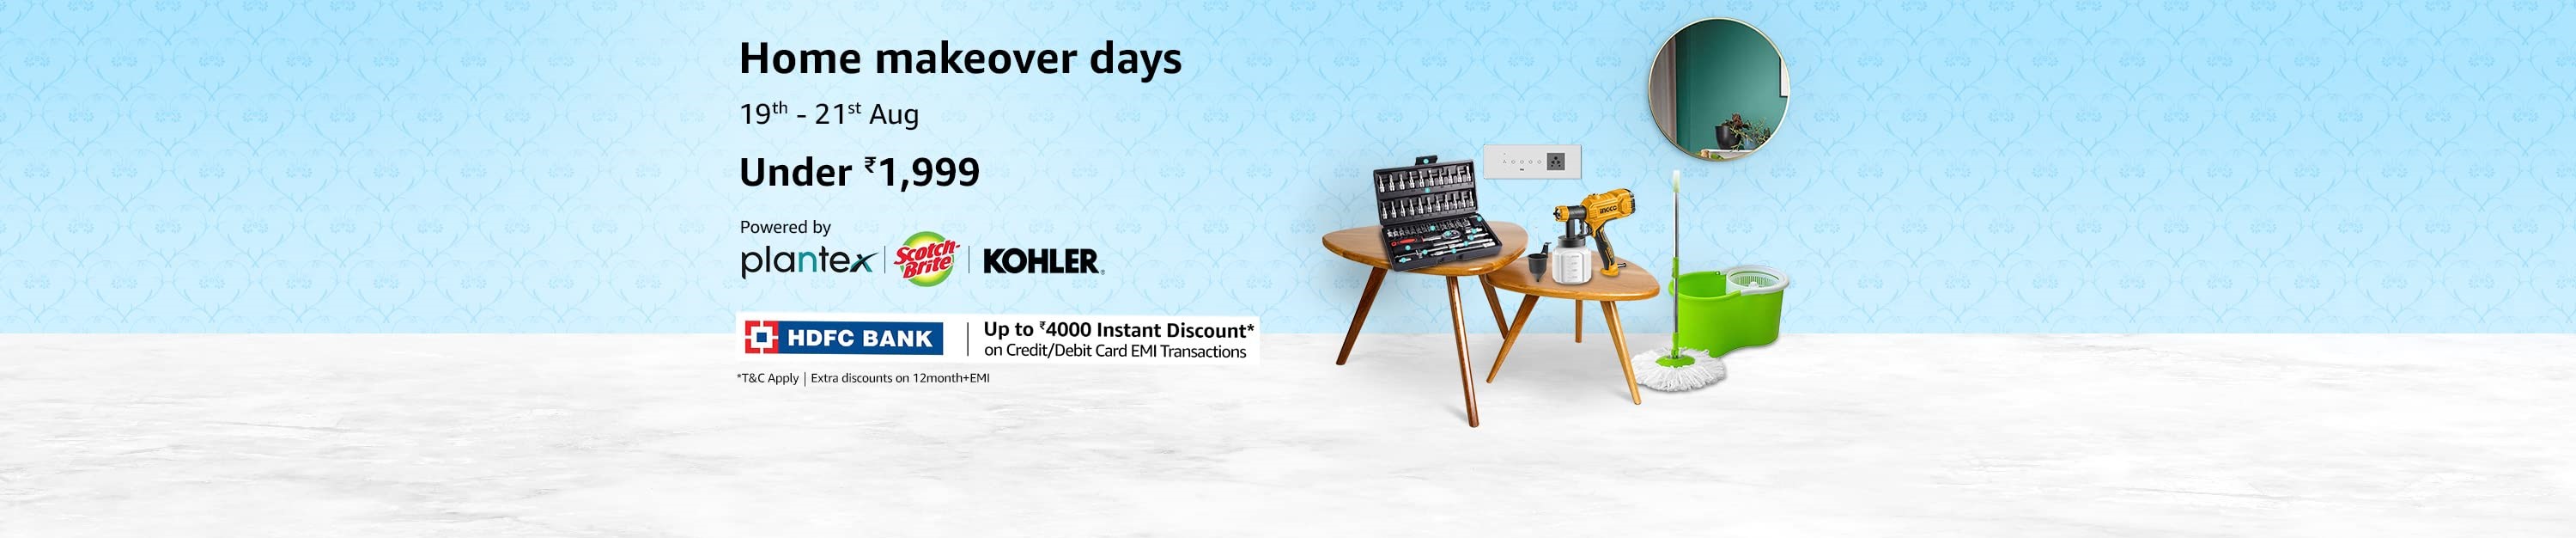 Home makeover days
19th - 21st Aug
Under ₹1,999
Powered by
plantex | Scotch-Brite | KOHLER®
HDFC BANK | Up to ₹4000 Instant Discount*
on Credit/Debit Card EMI Transactions
*T&C Apply | Extra discounts on 12month+EMI
INGCO